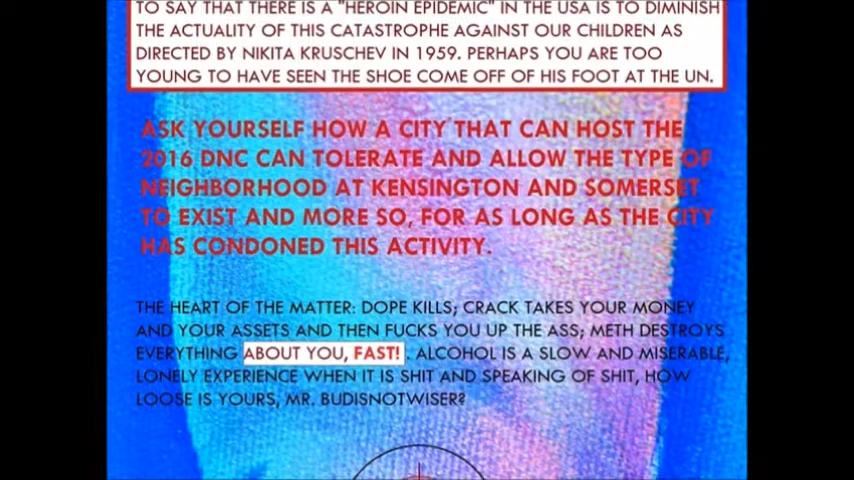 TO SAY THAT THERE IS A "HEROIN EPIDEMIC" IN THE USA IS TO DIMINISH
THE ACTUALITY OF THIS CATASTROPHE AGAINST OUR CHILDREN AS
DIRECTED BY NIKITA KRUSCHEV IN 1959. PERHAPS YOU ARE TOO
YOUNG TO HAVE SEEN THE SHOE COME OFF OF HIS FOOT AT THE UN.
ASK YOURSELF HOW A CITY THAT CAN HOST THE
2016 DNC CAN TOLERATE AND ALLOW THE TYPE OF
NEIGHBORHOOD AT KENSINGTON AND SOMERSET
TO EXIST AND MORE SO, FOR AS LONG AS THE CITY
HAS CONDONED THIS ACTIVITY.
THE HEART OF THE MATTER: DOPE KILLS; CRACK TAKES YOUR MONEY
AND YOUR ASSETS AND THEN FUCKS YOU UP THE ASS; METH DESTROYS
EVERYTHING ABOUT YOU, FAST! . ALCOHOL IS A SLOW AND MISERABLE,
LONELY EXPERIENCE WHEN IT IS SHIT AND SPEAKING OF SHIT, HOW
LOOSE IS YOURS, MR. BUDISNOTWISER?